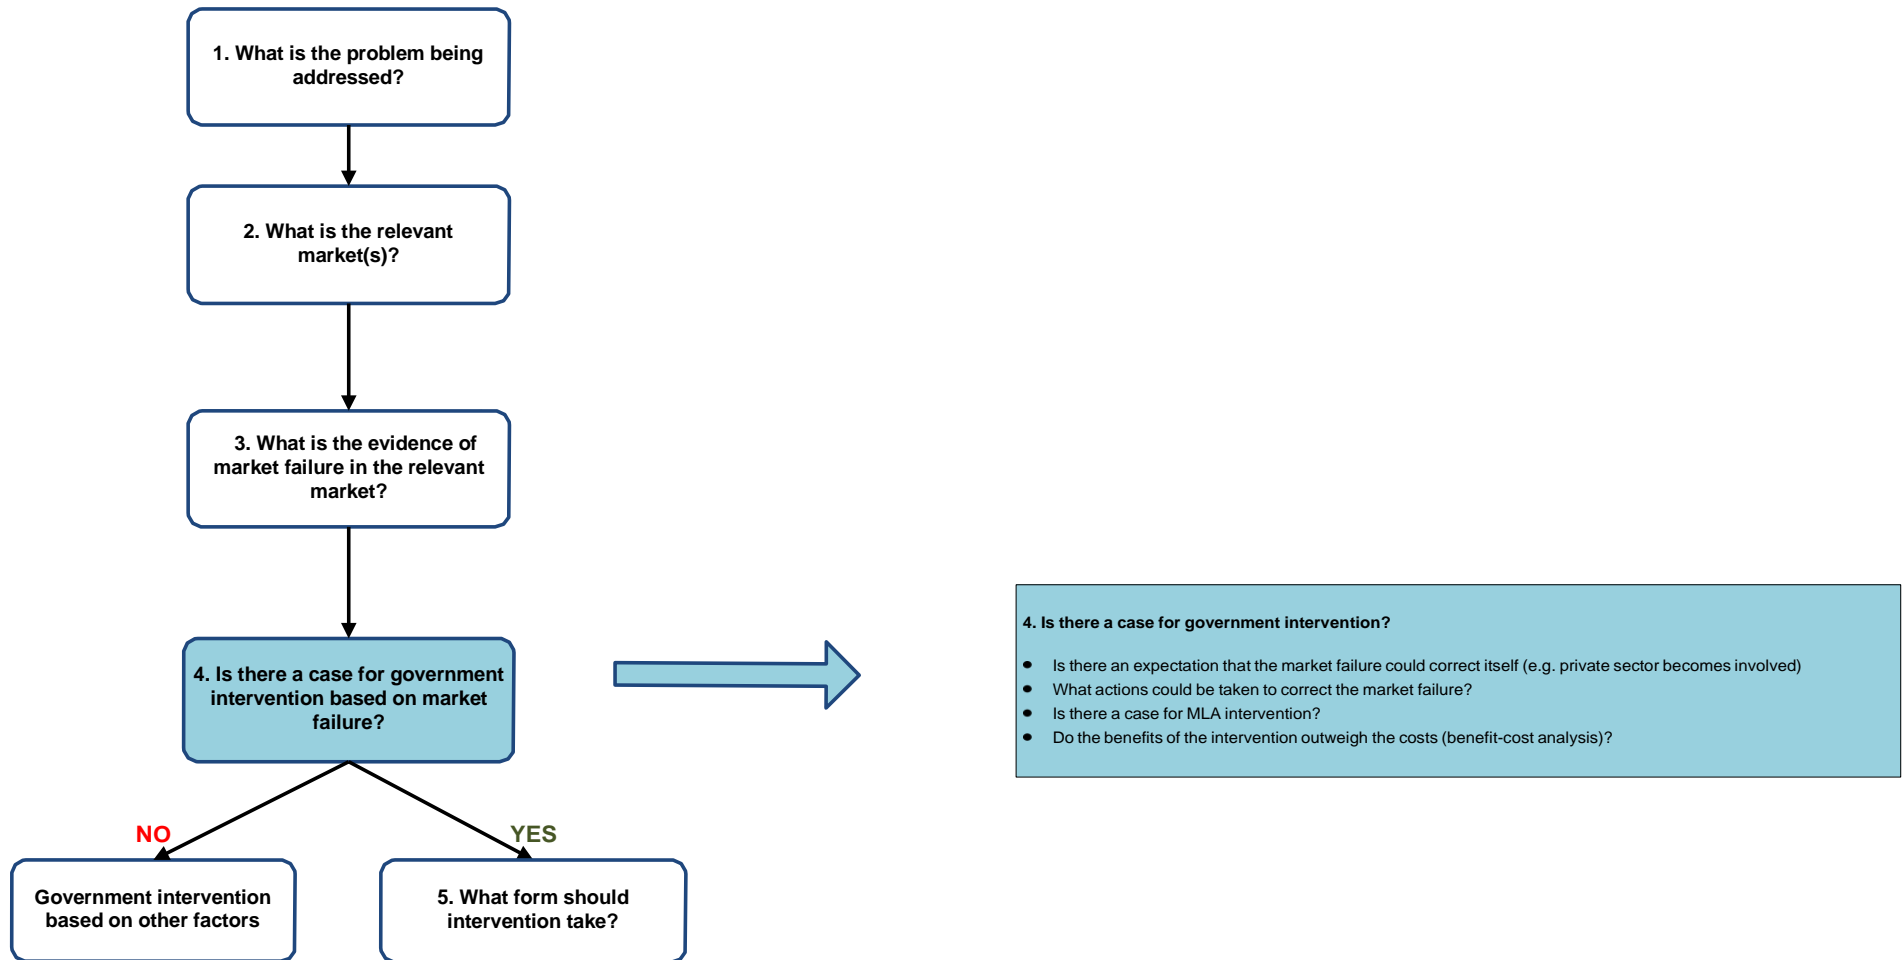 1. What is the problem being
addressed?
2. What is the relevant
market(s)?
3. What is the evidence of
market failure in the relevant
market?
4. Is there a case for government
intervention based on market
failure?
4. Is there a case for government intervention?
● Is there an expectation that the market failure could correct itself (e.g. private sector becomes involved)
● What actions could be taken to correct the market failure?
● Is there a case for MLA intervention?
● Do the benefits of the intervention outweigh the costs (benefit-cost analysis)?
NO
YES
Government intervention
based on other factors
5. What form should
intervention take?